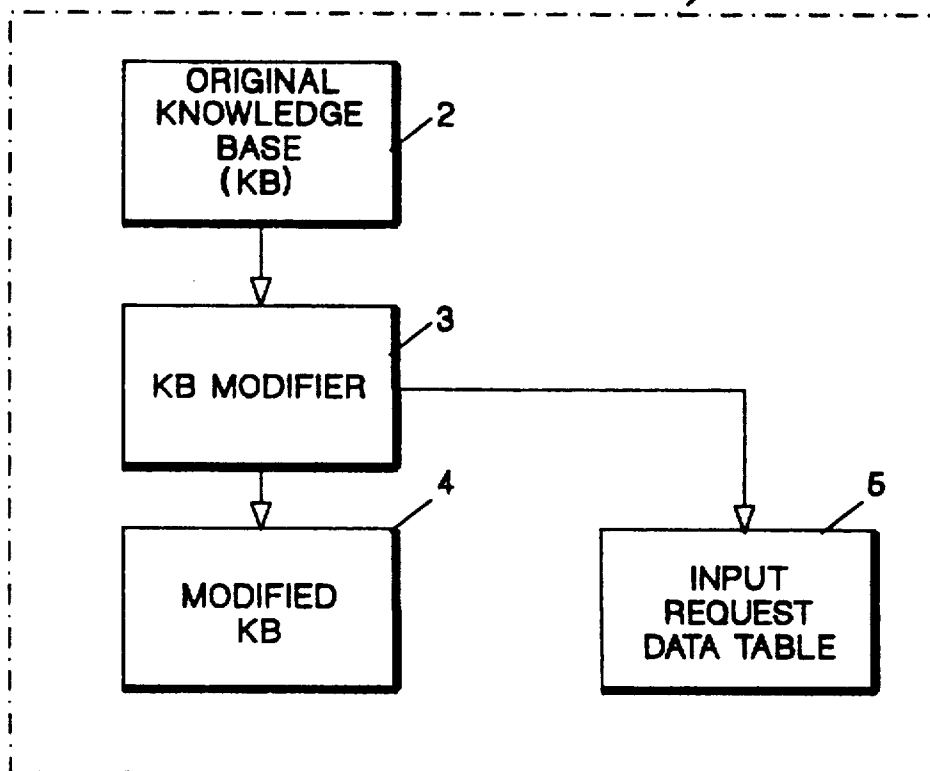 ORIGINAL
KNOWLEDGE
BASE
(KB)
2
KB MODIFIER
3
MODIFIED
KB
4
INPUT
REQUEST
DATA TABLE
5